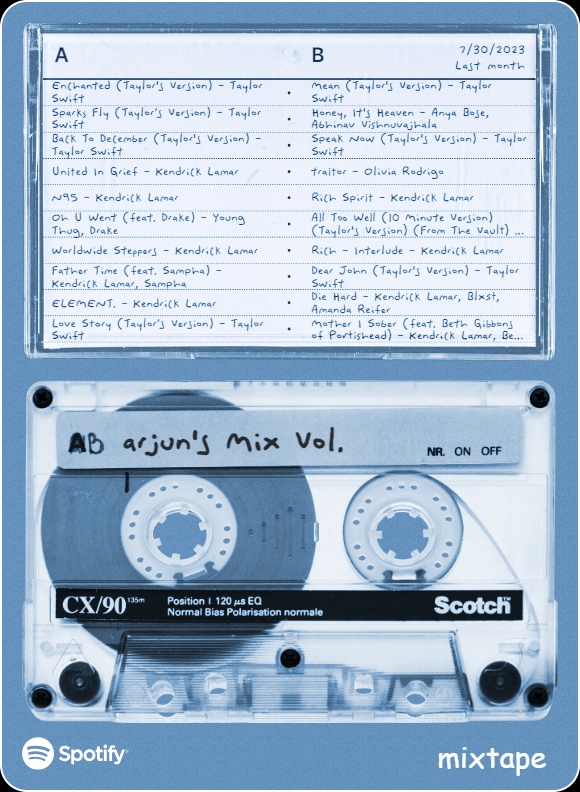 A
B
7/30/2023
Last month
Enchanted (Taylor's Version) - Taylor
Swift
Mean (Taylor's Version) - Taylor
Swift
Sparks Fly (Taylor's Version) - Taylor
Swift
Honey, It's Heaven - Anya Bose,
Abhinav Vishnuvajhala
Back To December (Taylor's Version) -
Taylor Swift
Speak Now (Taylor's Version) - Taylor
Swift
United In Grief - Kendrick Lamar
traitor - Olivia Rodrigo
N95 - Kendrick Lamar
Rich Spirit - Kendrick Lamar
Oh U Went (feat. Drake) - Young
Thug, Drake
All Too Well (10 Minute Version)
(Taylor's Version) (From The Vault) ...
Worldwide Steppers - Kendrick Lamar
Rich - Interlude - Kendrick Lamar
Father Time (feat. Sampha) -
Kendrick Lamar, Sampha
Dear John (Taylor's Version) - Taylor
Swift
ELEMENT. - Kendrick Lamar
Die Hard - Kendrick Lamar, Blxst,
Amanda Reifer
Love Story (Taylor's Version) - Taylor
Swift
Mother I Sober (feat. Beth Gibbons
of Portishead) - Kendrick Lamar, Be...
AB arjun's Mix Vol.
1
NR. ON OFF
CX/90 135m
Position I 120 µs EQ
Normal Bias Polarisation normale
Scotch™
Spotify
mixtape